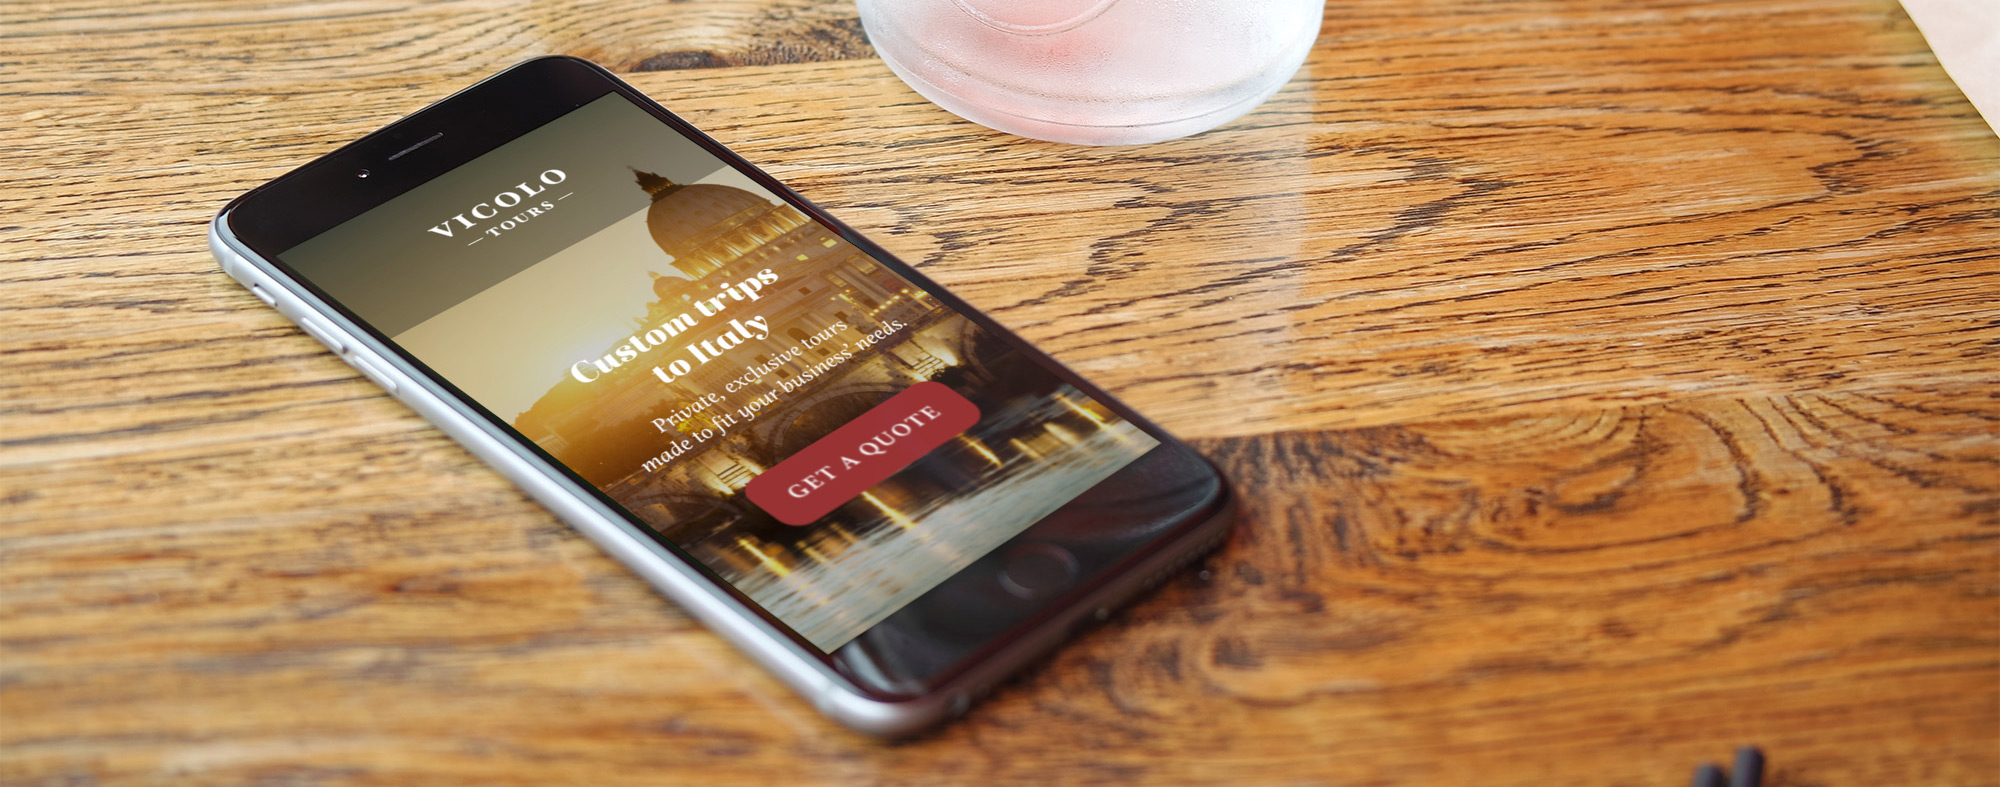 VICOLO
— TOURS —
Custom trips
to Italy
Private, exclusive tours
made to fit your business' needs.
GET A QUOTE